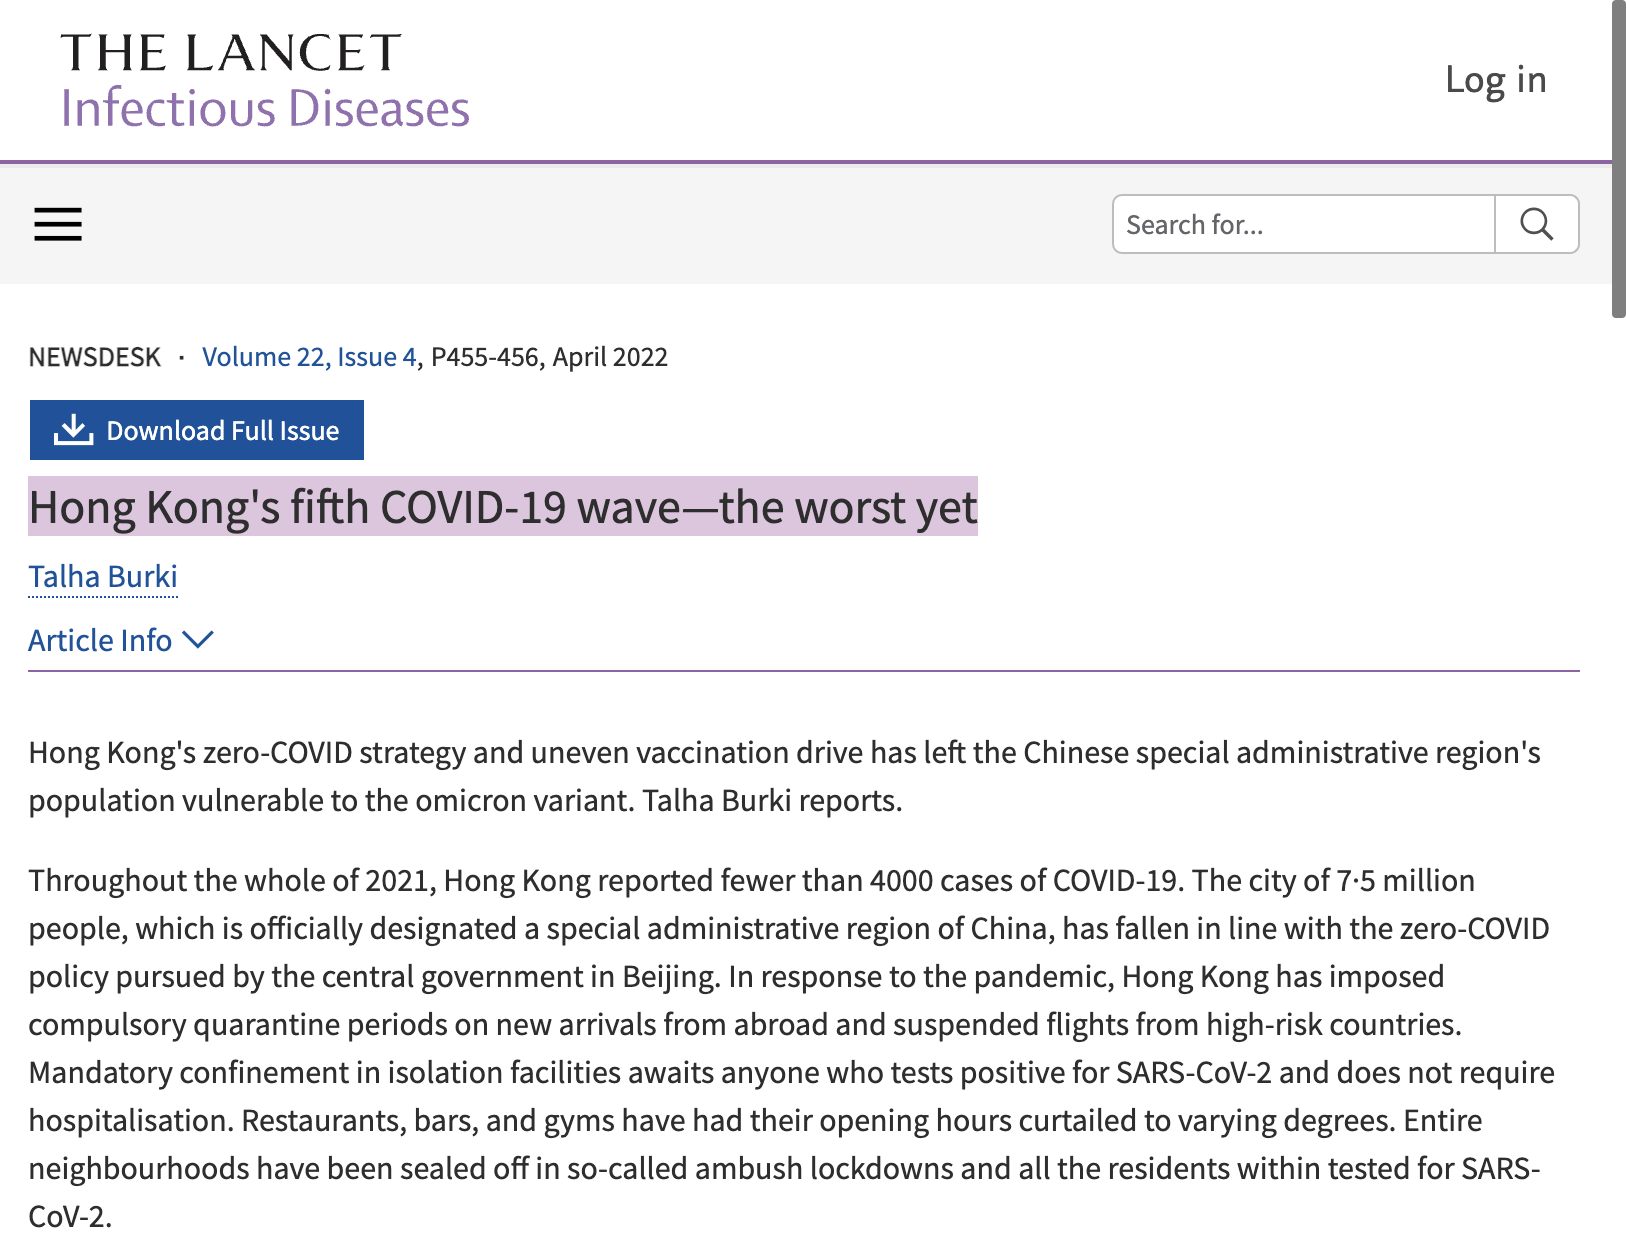 THE LANCET
Infectious Diseases
Log in
Search for...
NEWSDESK · Volume 22, Issue 4, P455-456, April 2022
Download Full Issue
Hong Kong's fifth COVID-19 wave—the worst yet
Talha Burki
Article Info
Hong Kong's zero-COVID strategy and uneven vaccination drive has left the Chinese special administrative region's
population vulnerable to the omicron variant. Talha Burki reports.
Throughout the whole of 2021, Hong Kong reported fewer than 4000 cases of COVID-19. The city of 7·5 million
people, which is officially designated a special administrative region of China, has fallen in line with the zero-COVID
policy pursued by the central government in Beijing. In response to the pandemic, Hong Kong has imposed
compulsory quarantine periods on new arrivals from abroad and suspended flights from high-risk countries.
Mandatory confinement in isolation facilities awaits anyone who tests positive for SARS-CoV-2 and does not require
hospitalisation. Restaurants, bars, and gyms have had their opening hours curtailed to varying degrees. Entire
neighbourhoods have been sealed off in so-called ambush lockdowns and all the residents within tested for SARS-
CoV-2.